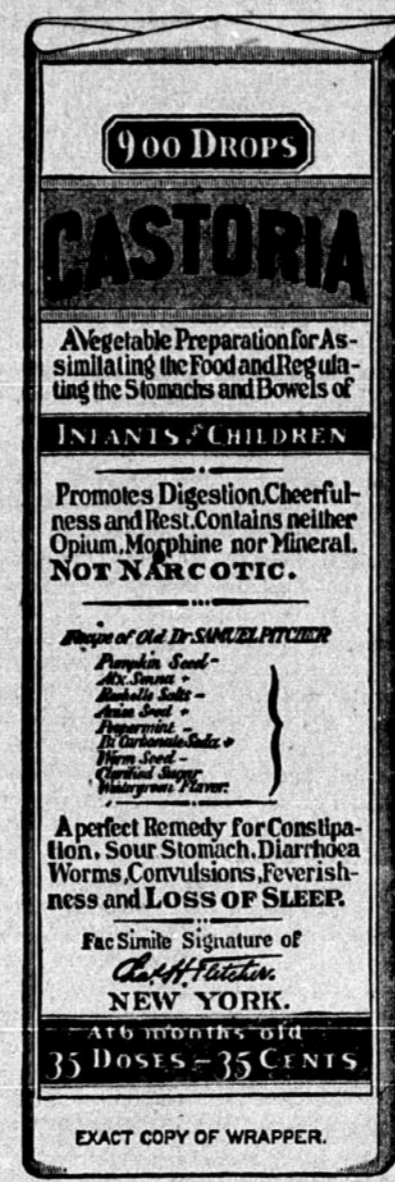 900 DROPS
CASTORIA
AVegetable Preparation for As-
similating the Food and Regula-
ting the Stomachs and Bowels of
INFANTS & CHILDREN
Promotes Digestion, Cheerful-
ness and Rest. Contains neither
Opium, Morphine nor Mineral.
NOT NARCOTIC.
Recipe of Old Dr. SAMUEL PITCHER
Pumpkin Seed -
Alx. Senna +
Rochelle Salts -
Anise Seed +
Peppermint -
Bi Carbonate Soda +
Worm Seed -
Clarified Sugar
Wintergreen Flavor.
A perfect Remedy for Constipa-
tion, Sour Stomach, Diarrhoea
Worms, Convulsions, Feverish-
ness and LOSS OF SLEEP.
Fac Simile Signature of
Chas. H. Fletcher.
NEW YORK.
At 6 months old
35 DOSES - 35 CENTS
EXACT COPY OF WRAPPER.